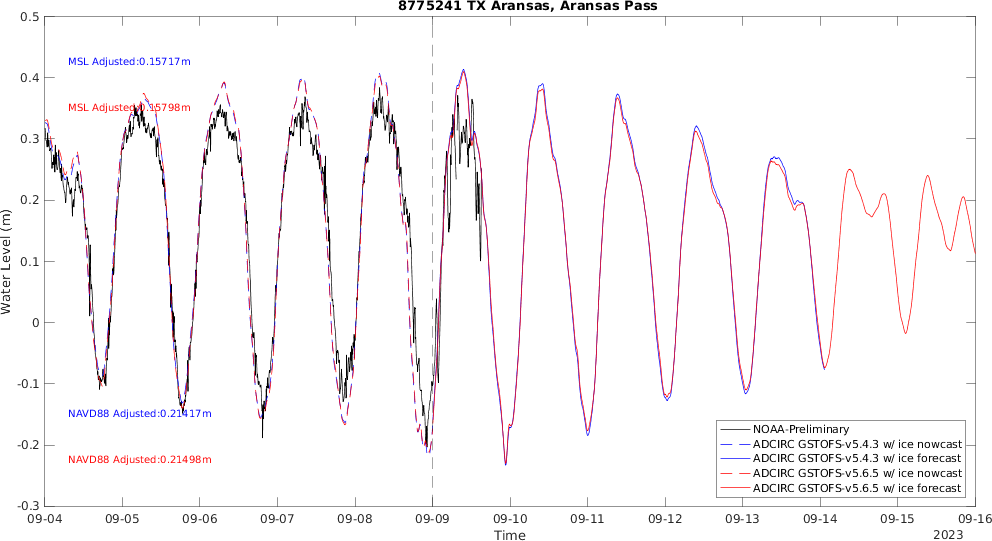 8775241 TX Aransas, Aransas Pass
0.5
0.4
0.3
0.2
0.1
0
-0.1
-0.2
-0.3
Water Level (m)
MSL Adjusted:0.15717m
MSL Adjusted:0.15798m
NAVD88 Adjusted:0.21417m
NAVD88 Adjusted:0.21498m
NOAA-Preliminary
ADCIRC GSTOFS-v5.4.3 w/ ice nowcast
ADCIRC GSTOFS-v5.4.3 w/ ice forecast
ADCIRC GSTOFS-v5.6.5 w/ ice nowcast
ADCIRC GSTOFS-v5.6.5 w/ ice forecast
09-04 09-05 09-06 09-07 09-08 09-09 09-10 09-11 09-12 09-13 09-14 09-15 09-16
Time
2023